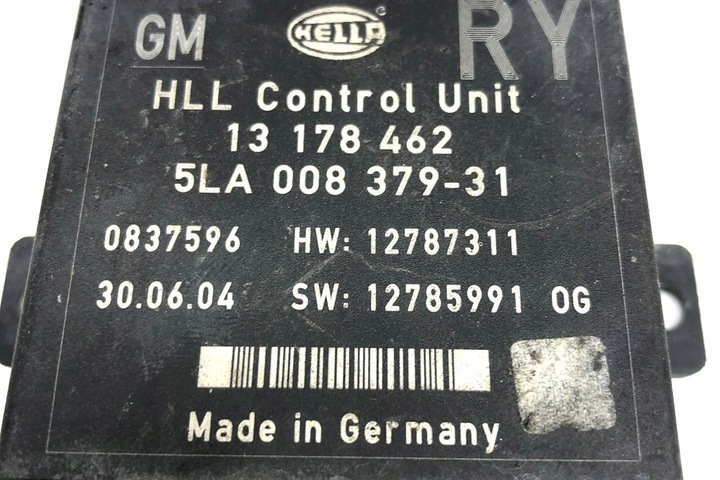 GM HELLA RY
HLL Control Unit
13 178 462
5LA 008 379-31
0837596 HW: 12787311
30.06.04 SW: 12785991 OG
Made in Germany